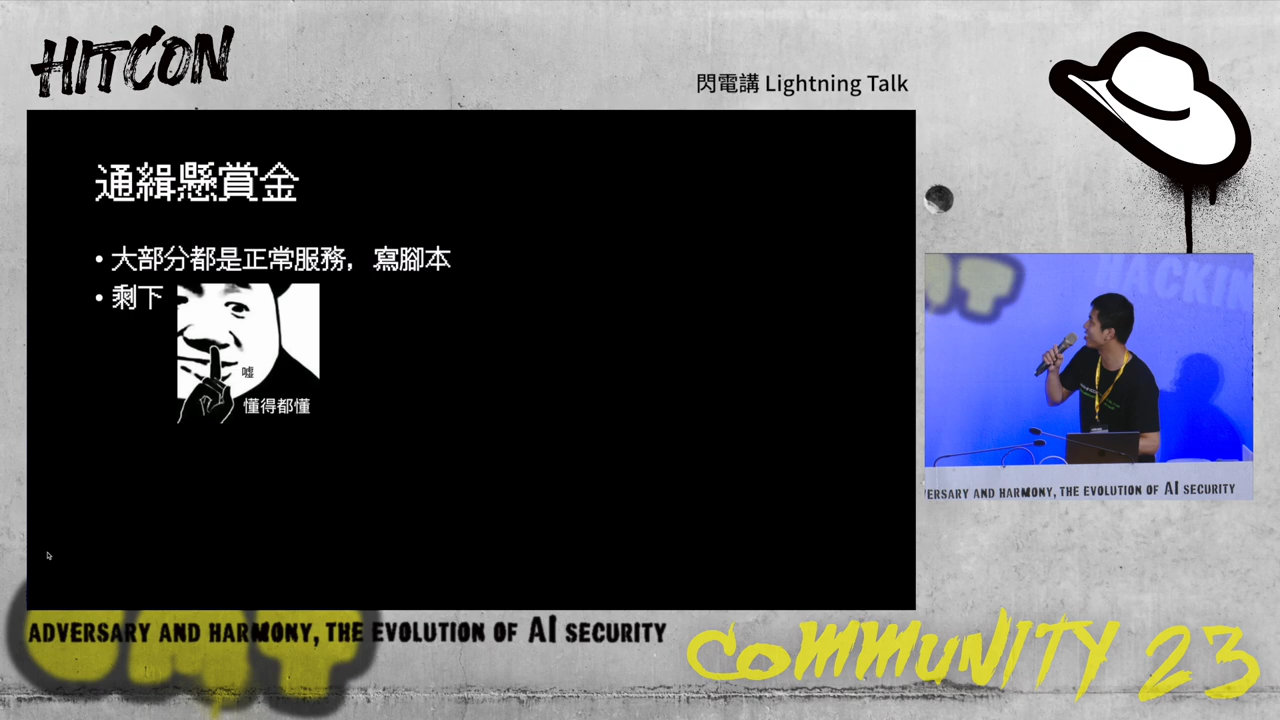 HITCON
閃電講 Lightning Talk
通緝懸賞金
• 大部分都是正常服務，寫腳本
• 剩下
噓
懂得都懂
HACKIN
VERSARY AND HARMONY, THE EVOLUTION OF AI SECURITY
ADVERSARY AND HARMONY, THE EVOLUTION OF AI SECURITY
COMMUNITY 23